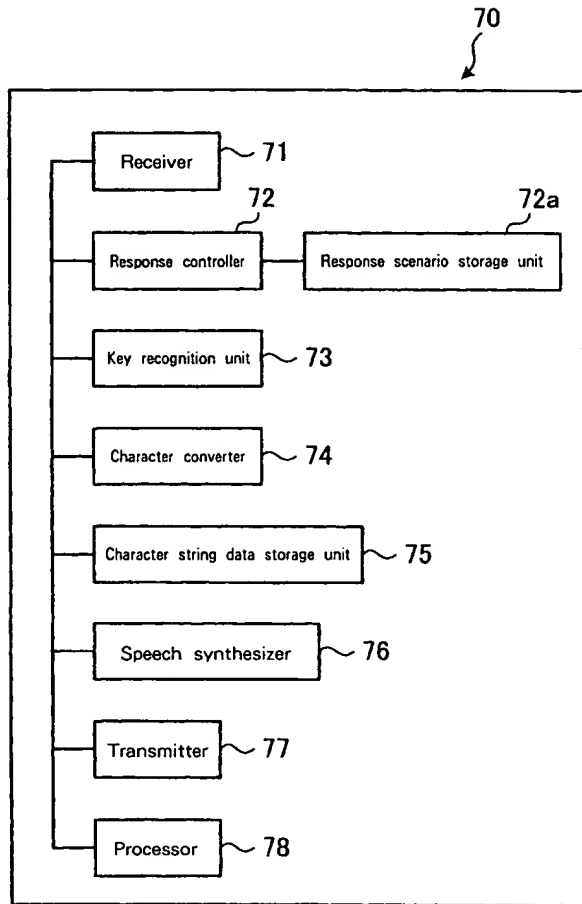 70
Receiver 71
72 72a
Response controller Response scenario storage unit
Key recognition unit 73
Character converter 74
Character string data storage unit 75
Speech synthesizer 76
Transmitter 77
Processor 78